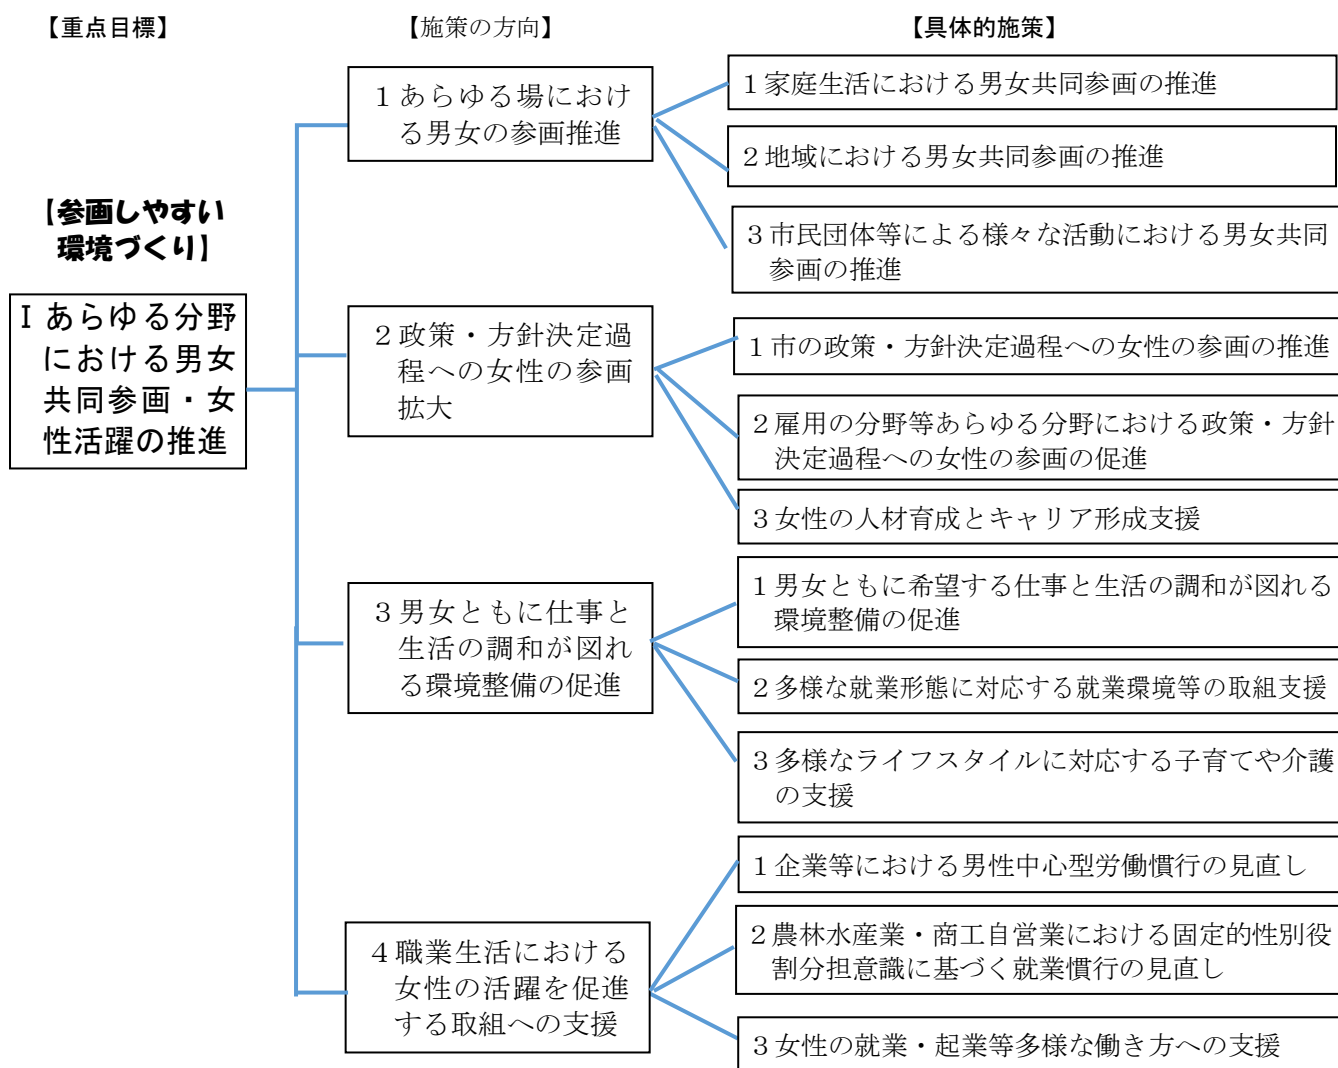 【重点目標】
【施策の方向】
【具体的施策】
【参画しやすい
環境づくり】
Ⅰ あらゆる分野
における男女
共同参画・女
性活躍の推進
1 あらゆる場におけ
る男女の参画推進
1 家庭生活における男女共同参画の推進
2 地域における男女共同参画の推進
3 市民団体等による様々な活動における男女共同
参画の推進
2 政策・方針決定過
程への女性の参画
拡大
1 市の政策・方針決定過程への女性の参画の推進
2 雇用の分野等あらゆる分野における政策・方針
決定過程への女性の参画の促進
3 女性の人材育成とキャリア形成支援
3 男女ともに仕事と
生活の調和が図れ
る環境整備の促進
1 男女ともに希望する仕事と生活の調和が図れる
環境整備の促進
2 多様な就業形態に対応する就業環境等の取組支援
3 多様なライフスタイルに対応する子育てや介護
の支援
4 職業生活における
女性の活躍を促進
する取組への支援
1 企業等における男性中心型労働慣行の見直し
2 農林水産業・商工自営業における固定的性別役
割分担意識に基づく就業慣行の見直し
3 女性の就業・起業等多様な働き方への支援